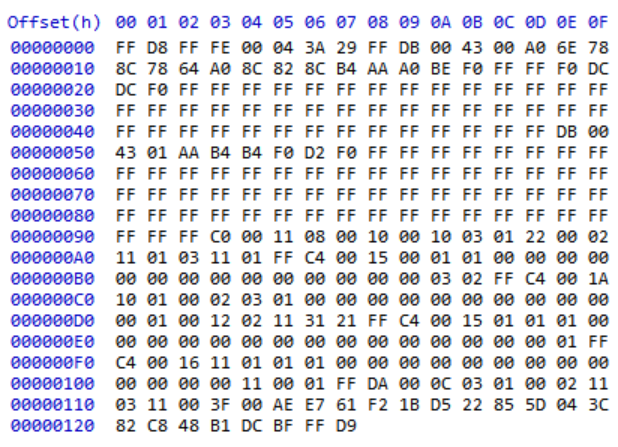 Offset(h) 00 01 02 03 04 05 06 07 08 09 0A 0B 0C 0D 0E 0F
00000000 FF D8 FF FE 00 04 3A 29 FF DB 00 43 00 A0 6E 78
00000010 8C 78 64 A0 8C 82 8C B4 AA A0 BE F0 FF FF F0 DC
00000020 DC F0 FF FF FF FF FF FF FF FF FF FF FF FF FF FF
00000030 FF FF FF FF FF FF FF FF FF FF FF FF FF FF FF FF
00000040 FF FF FF FF FF FF FF FF FF FF FF FF FF FF DB 00
00000050 43 01 AA B4 B4 F0 D2 F0 FF FF FF FF FF FF FF FF
00000060 FF FF FF FF FF FF FF FF FF FF FF FF FF FF FF FF
00000070 FF FF FF FF FF FF FF FF FF FF FF FF FF FF FF FF
00000080 FF FF FF FF FF FF FF FF FF FF FF FF FF FF FF FF
00000090 FF FF FF C0 00 11 08 00 10 00 10 03 01 22 00 02
000000A0 11 01 03 11 01 FF C4 00 15 00 01 01 00 00 00 00
000000B0 00 00 00 00 00 00 00 00 00 00 03 02 FF C4 00 1A
000000C0 10 01 00 02 03 01 00 00 00 00 00 00 00 00 00 00
000000D0 00 01 00 12 02 11 31 21 FF C4 00 15 01 01 01 00
000000E0 00 00 00 00 00 00 00 00 00 00 00 00 00 00 01 FF
000000F0 C4 00 16 11 01 01 01 00 00 00 00 00 00 00 00 00
00000100 00 00 00 00 11 00 01 FF DA 00 0C 03 01 00 02 11
00000110 03 11 00 3F 00 AE E7 61 F2 1B D5 22 85 5D 04 3C
00000120 82 C8 48 B1 DC BF FF D9